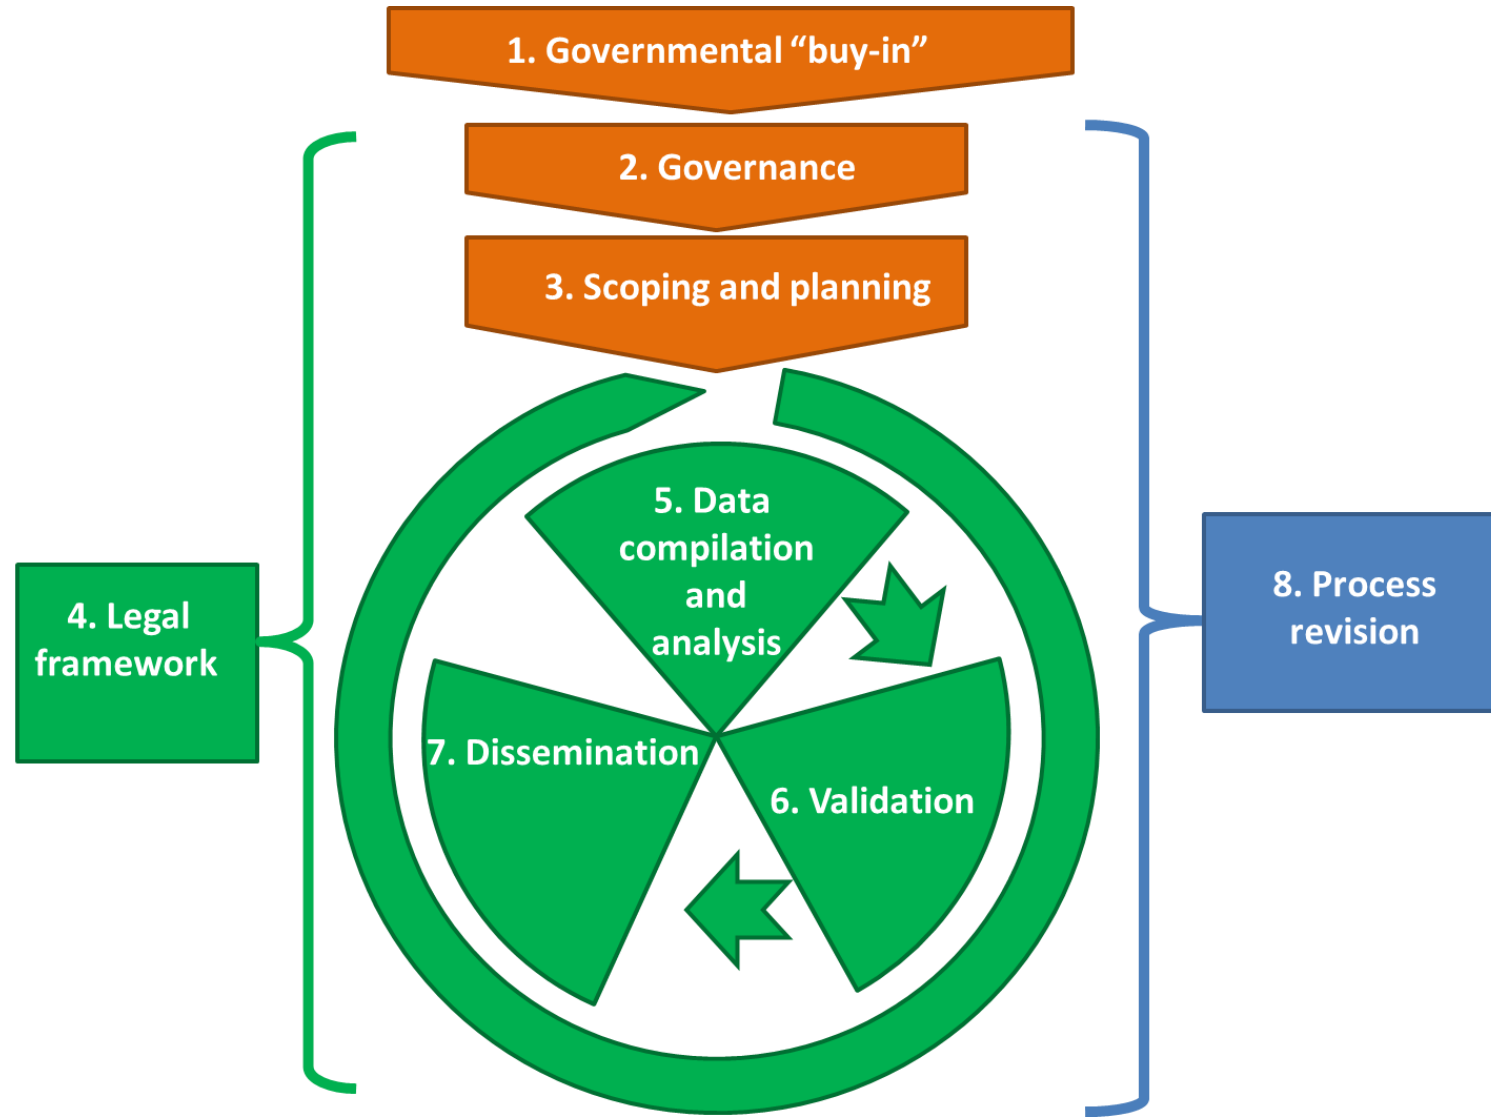 1. Governmental “buy-in”
2. Governance
3. Scoping and planning
4. Legal
framework
5. Data
compilation
and
analysis
6. Validation
7. Dissemination
8. Process
revision